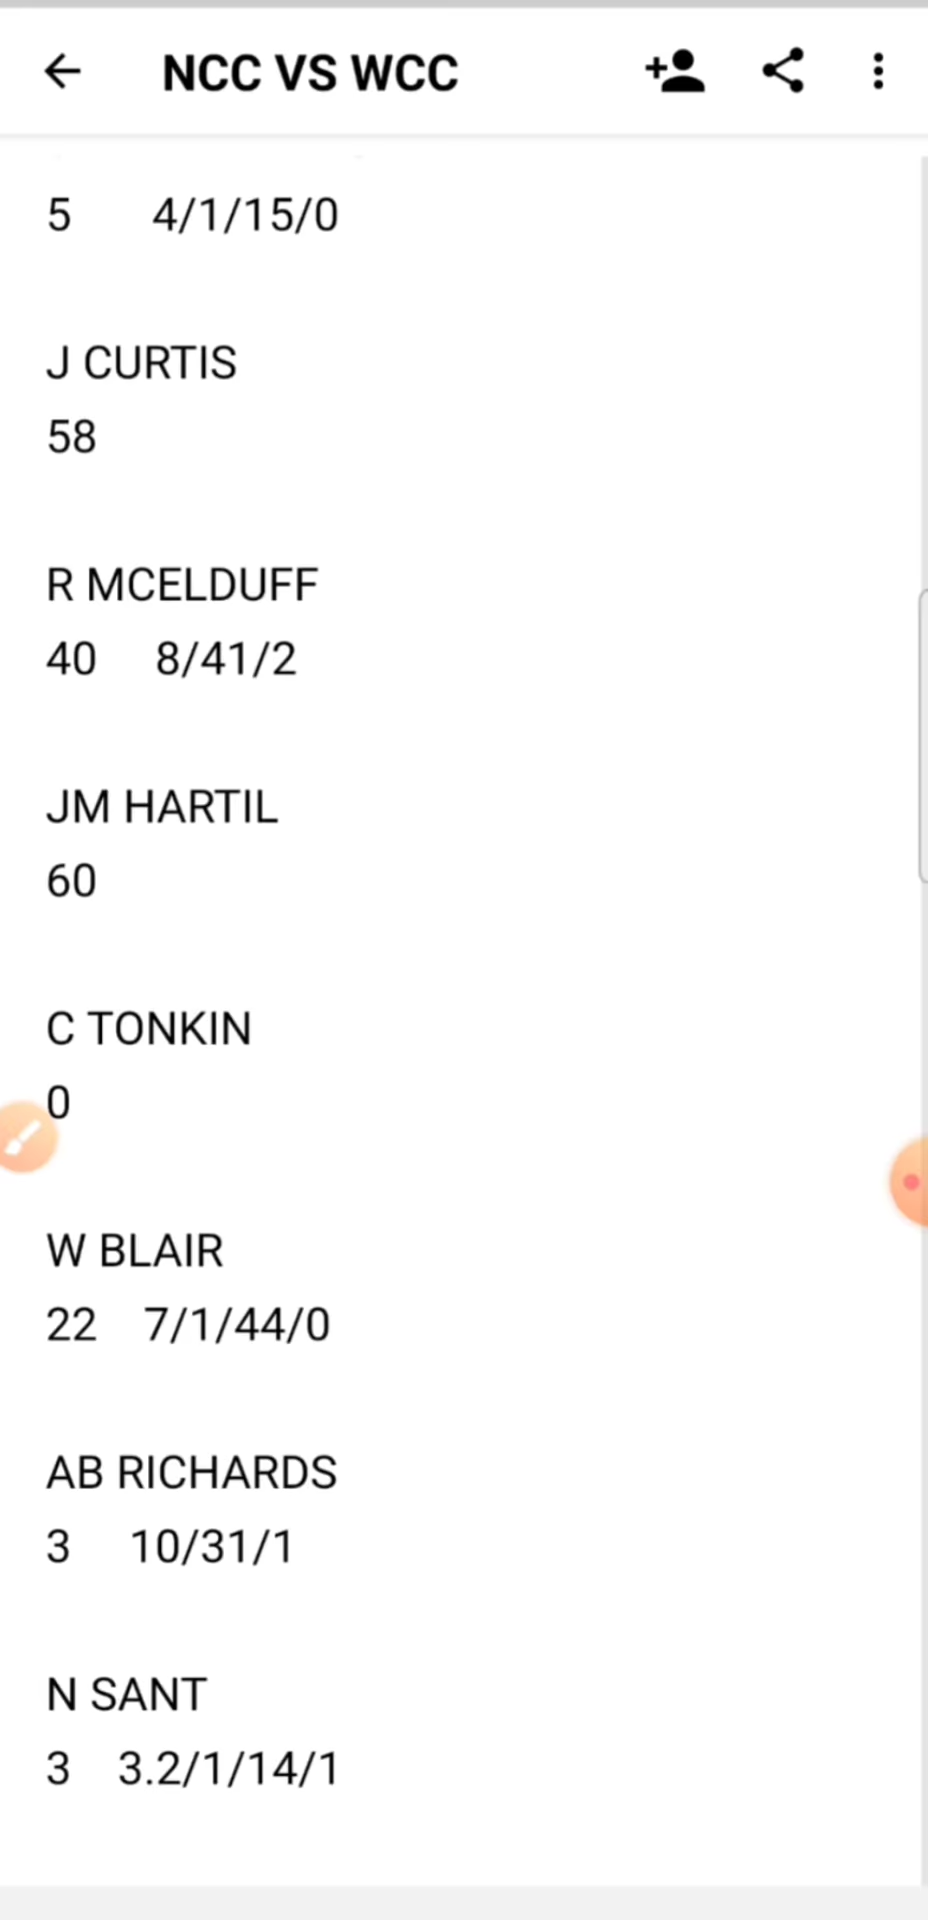 NCC VS WCC
5 4/1/15/0
J CURTIS
58
R MCELDUFF
40 8/41/2
JM HARTIL
60
C TONKIN
0
W BLAIR
22 7/1/44/0
AB RICHARDS
3 10/31/1
N SANT
3 3.2/1/14/1